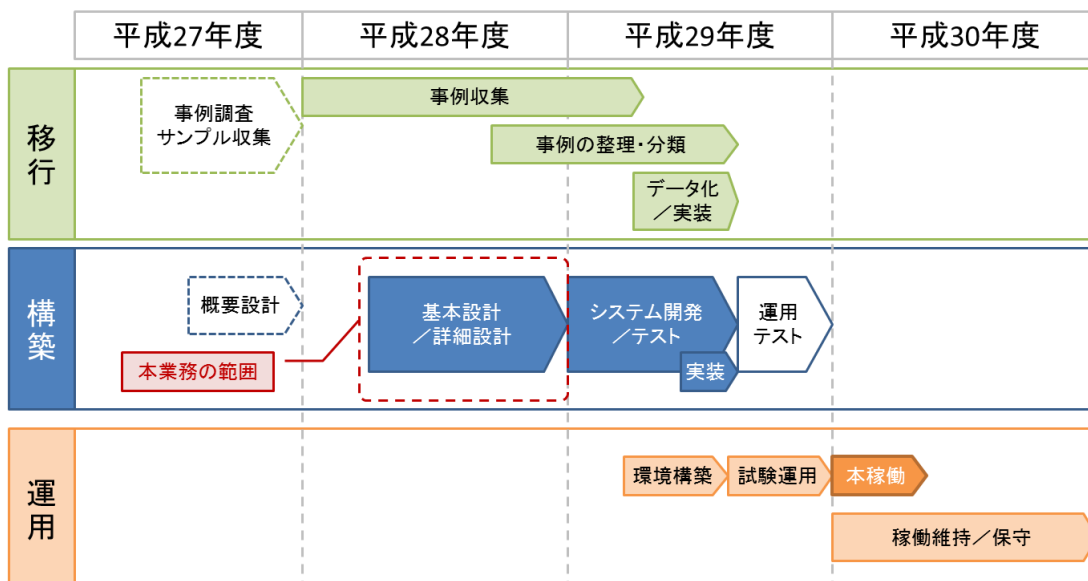 平成27年度
平成28年度
平成29年度
平成30年度
移行
事例調査
サンプル収集
事例収集
事例の整理・分類
データ化
／実装
構築
概要設計
本業務の範囲
基本設計
／詳細設計
システム開発
／テスト
実装
運用
テスト
運用
環境構築
試験運用
本稼働
稼働維持／保守